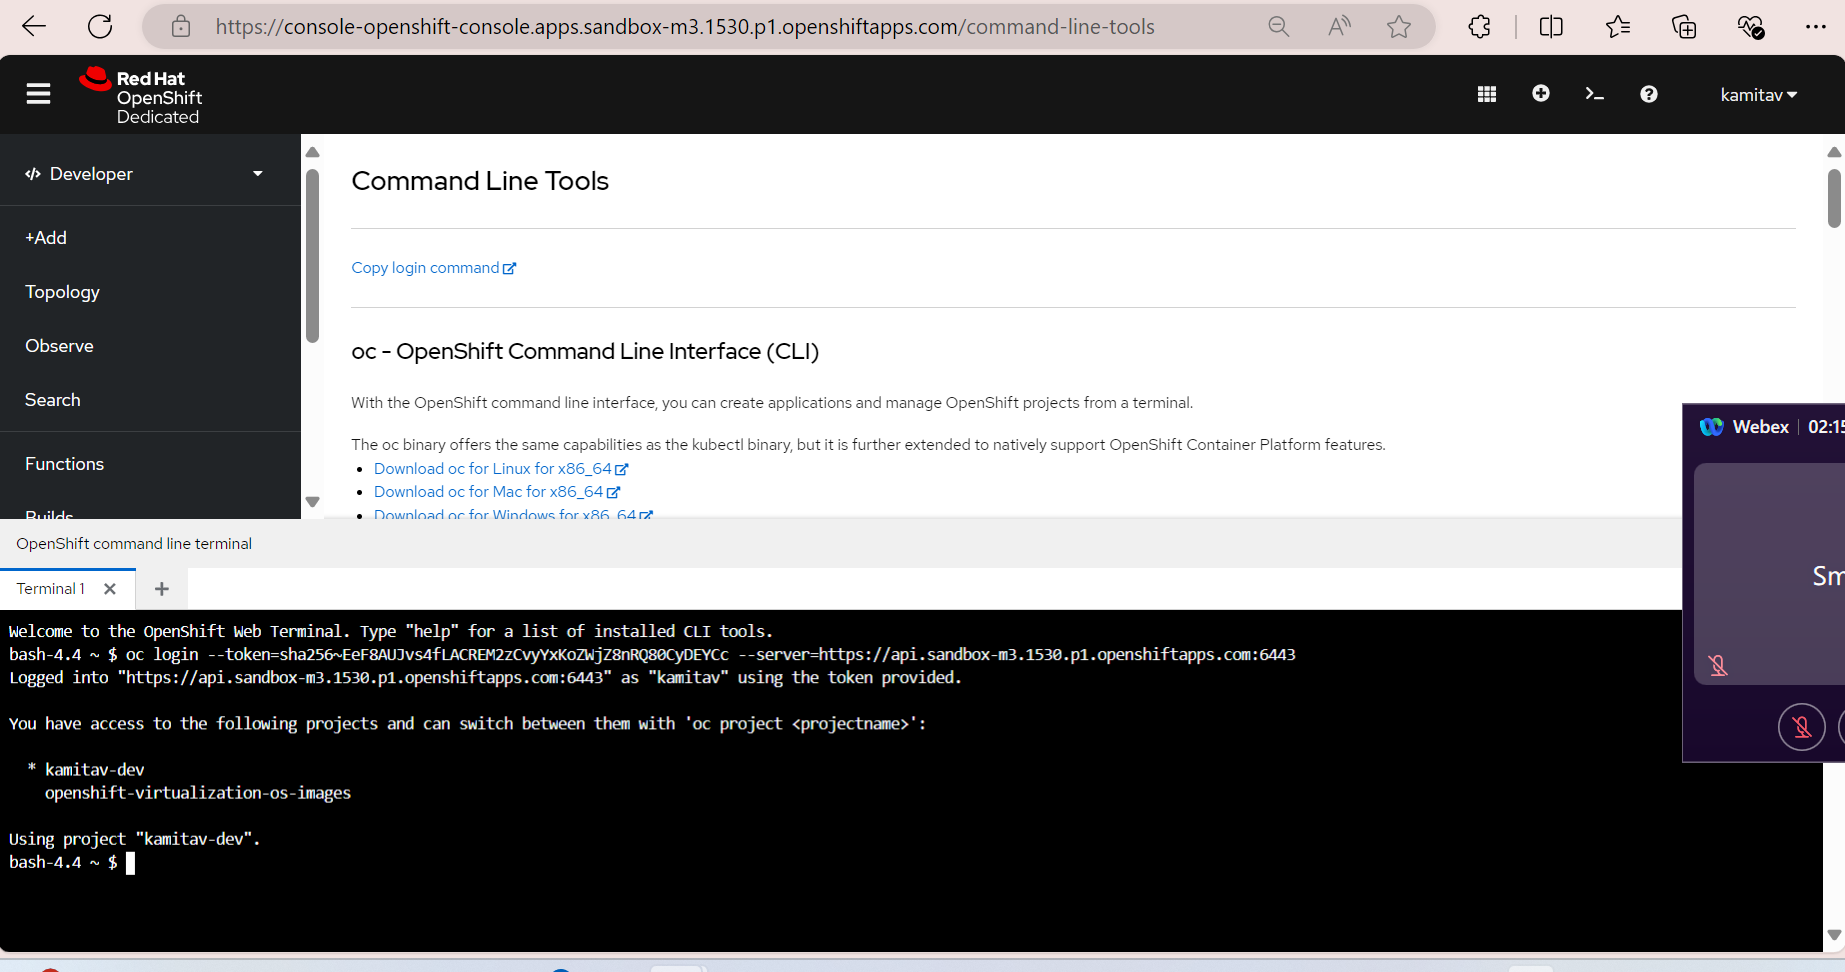 https://console-openshift-console.apps.sandbox-m3.1530.p1.openshiftapps.com/command-line-tools
Red Hat
OpenShift
Dedicated
kamitav
Developer
+Add
Topology
Observe
Search
Functions
Builds
Command Line Tools
Copy login command
oc - OpenShift Command Line Interface (CLI)
With the OpenShift command line interface, you can create applications and manage OpenShift projects from a terminal.
The oc binary offers the same capabilities as the kubectl binary, but it is further extended to natively support OpenShift Container Platform features.
Download oc for Linux for x86_64
Download oc for Mac for x86_64
Download oc for Windows for x86_64
Webex
02:15
Sm
OpenShift command line terminal
Terminal 1
Welcome to the OpenShift Web Terminal. Type "help" for a list of installed CLI tools.
bash-4.4 ~ $ oc login --token=sha256~EeF8AUJvs4fLACREM2zCvyYxKoZWjZ8nRQ80CyDEYCc --server=https://api.sandbox-m3.1530.p1.openshiftapps.com:6443
Logged into "https://api.sandbox-m3.1530.p1.openshiftapps.com:6443" as "kamitav" using the token provided.
You have access to the following projects and can switch between them with 'oc project <projectname>':
* kamitav-dev
openshift-virtualization-os-images
Using project "kamitav-dev".
bash-4.4 ~ $